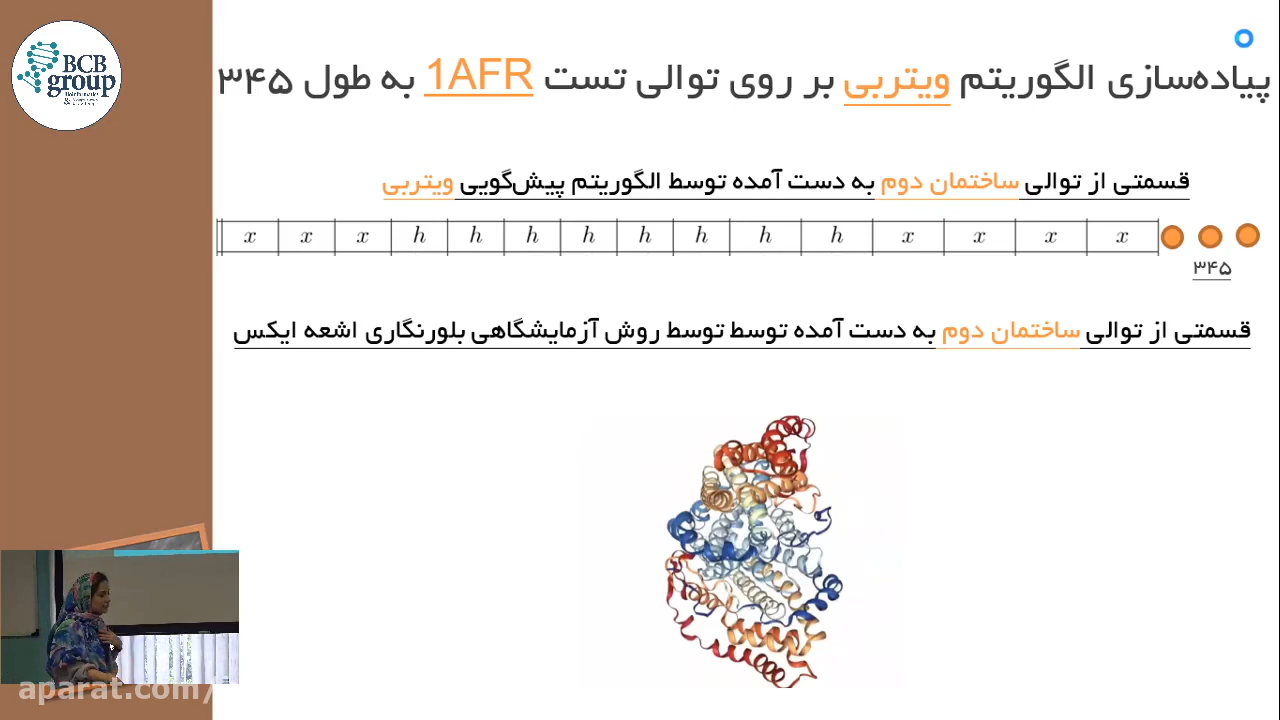 BCB
group
پیاده‌سازی الگوریتم ویتربی بر روی توالی تست 1AFR به طول ۳۴۵
قسمتی از توالی ساختمان دوم به دست آمده توسط الگوریتم پیش‌گویی ویتربی
x x x h h h h h h h h x x x x
۳۴۵
قسمتی از توالی ساختمان دوم به دست آمده توسط توسط روش آزمایشگاهی بلورنگاری اشعه ایکس
aparat.com/